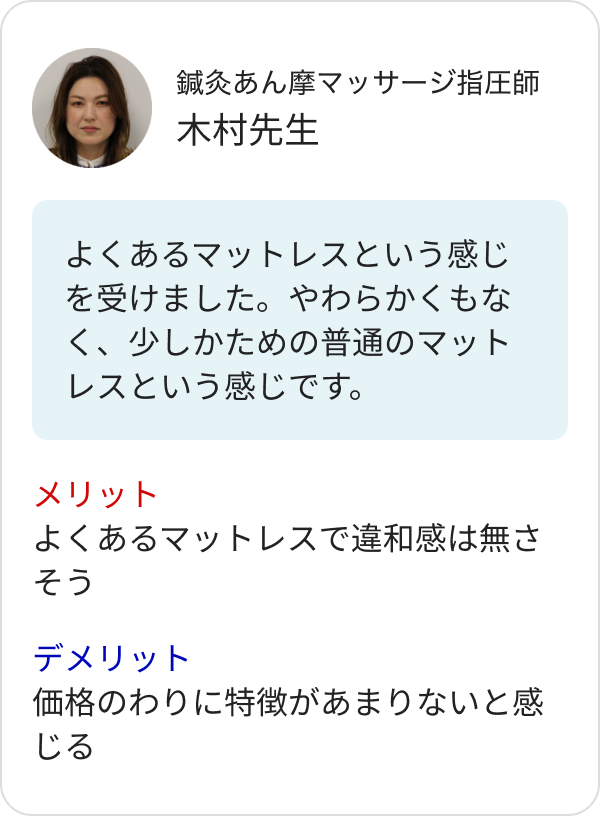 鍼灸あん摩マッサージ指圧師
木村先生
よくあるマットレスという感じ
を受けました。やわらかくもな
く、少しかための普通のマット
レスという感じです。
メリット
よくあるマットレスで違和感は無さ
そう
デメリット
価格のわりに特徴があまりないと感
じる